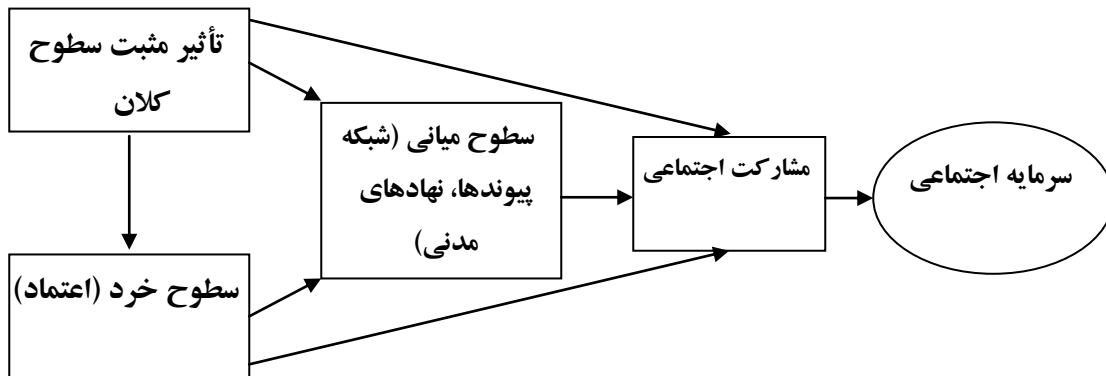 تأثیر مثبت سطوح
کلان
سطوح میانی (شبکه
پیوندها، نهادهای
مدنی)
مشارکت اجتماعی
سرمایه اجتماعی
سطوح خرد (اعتماد)